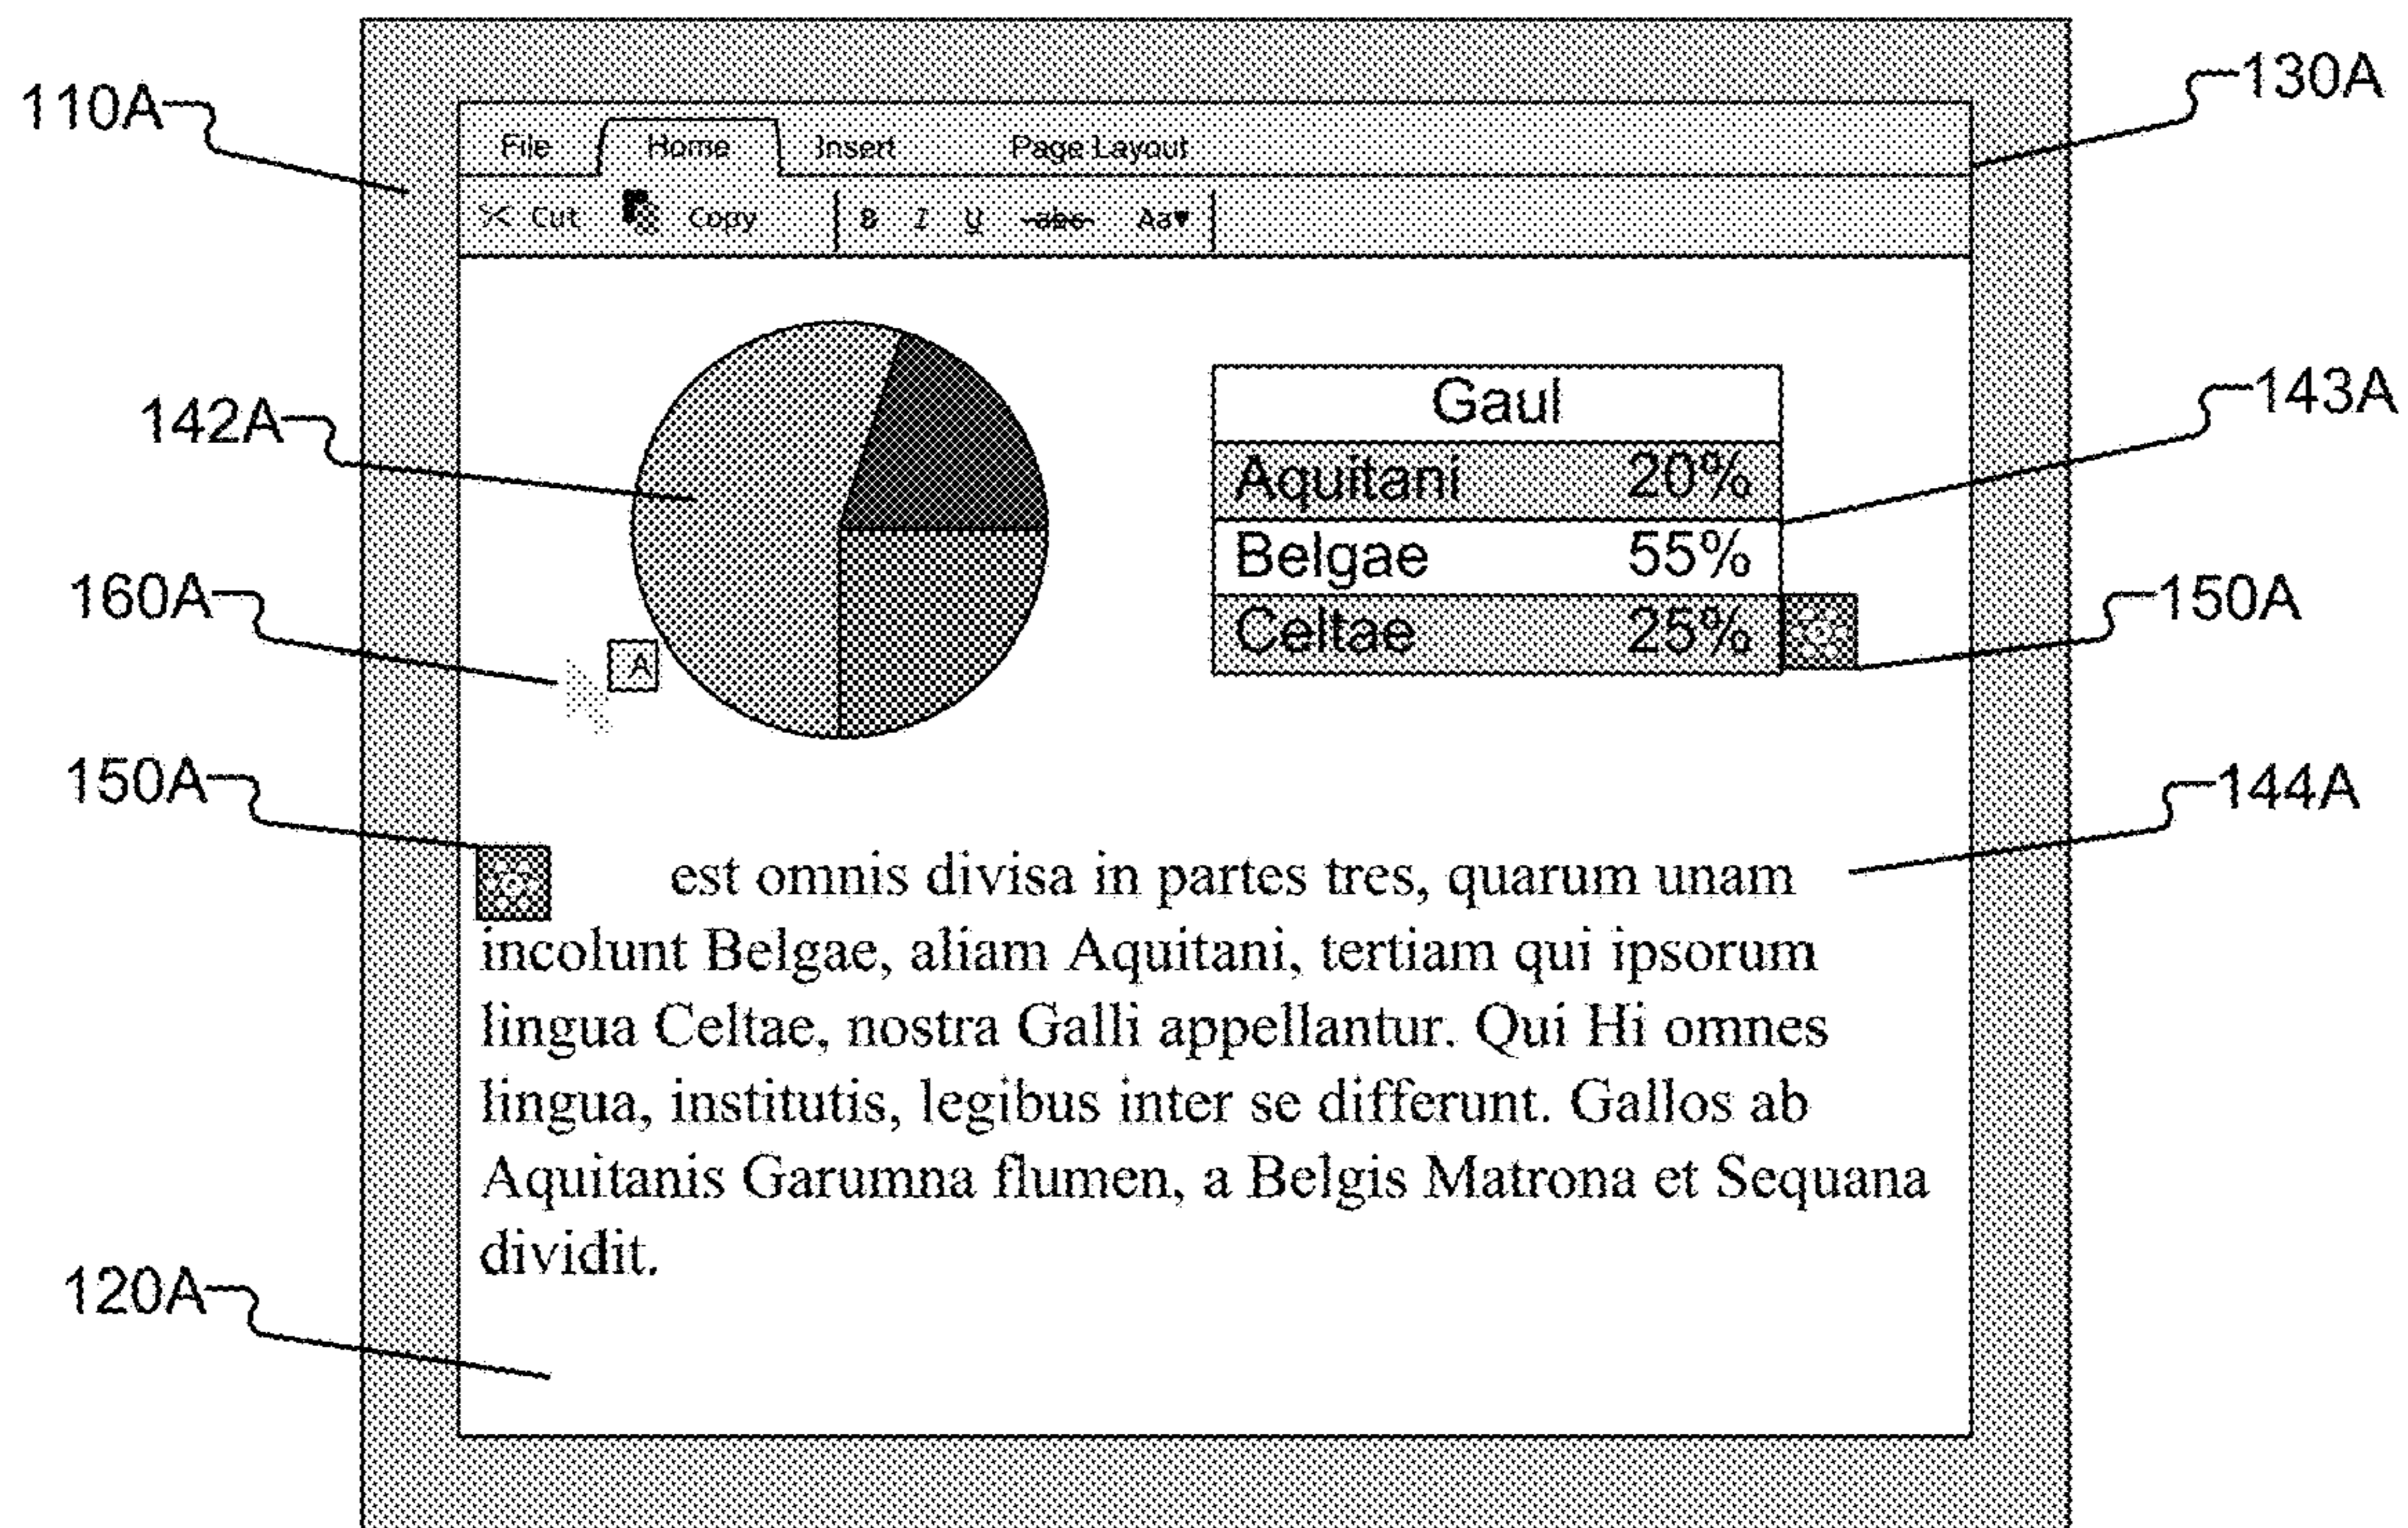 110A
130A
File Home Insert Page Layout
Cut Copy B I U abc Aa▾
142A
Gaul
143A
Aquitani 20%
Belgae 55%
Celtae 25%
160A
A
150A
150A
144A
est omnis divisa in partes tres, quarum unam
incolunt Belgae, aliam Aquitani, tertiam qui ipsorum
lingua Celtae, nostra Galli appellantur. Qui Hi omnes
lingua, institutis, legibus inter se differunt. Gallos ab
Aquitanis Garumna flumen, a Belgis Matrona et Sequana
dividit.
120A